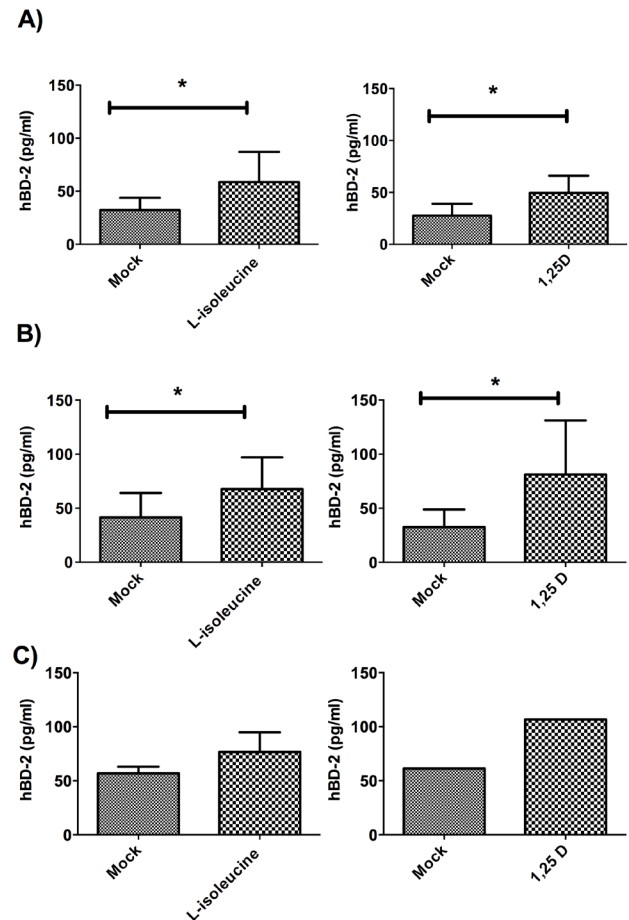 A)
*
150
100
50
0
hBD-2 (pg/ml)
Mock
L-isoleucine
*
150
100
50
0
hBD-2 (pg/ml)
Mock
1,25D
B)
*
150
100
50
0
hBD-2 (pg/ml)
Mock
L-isoleucine
*
150
100
50
0
hBD-2 (pg/ml)
Mock
1,25 D
C)
150
100
50
0
hBD-2 (pg/ml)
Mock
L-isoleucine
150
100
50
0
hBD-2 (pg/ml)
Mock
1,25 D